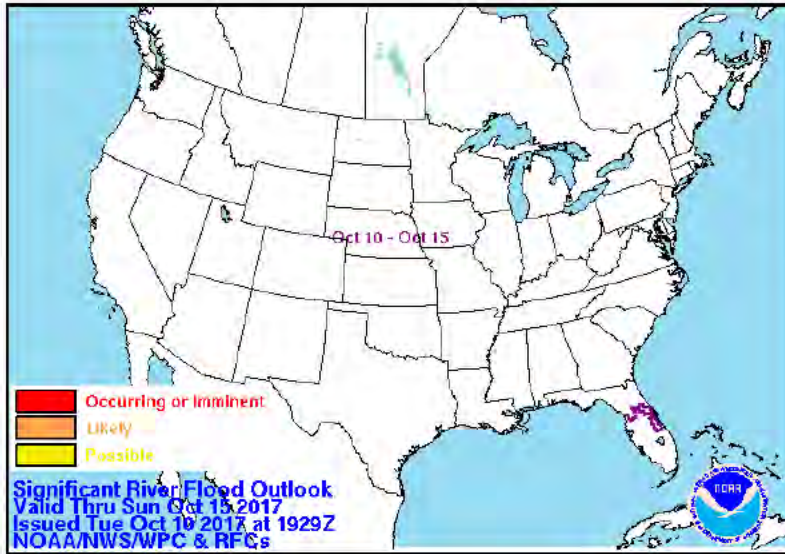 Oct 10 - Oct 15
Occurring or Imminent
Likely
Possible
Significant River Flood Outlook
Valid Thru Sun Oct 15 2017
Issued Tue Oct 10 2017 at 1929Z
NOAA/NWS/WPC & RFCs
NOAA